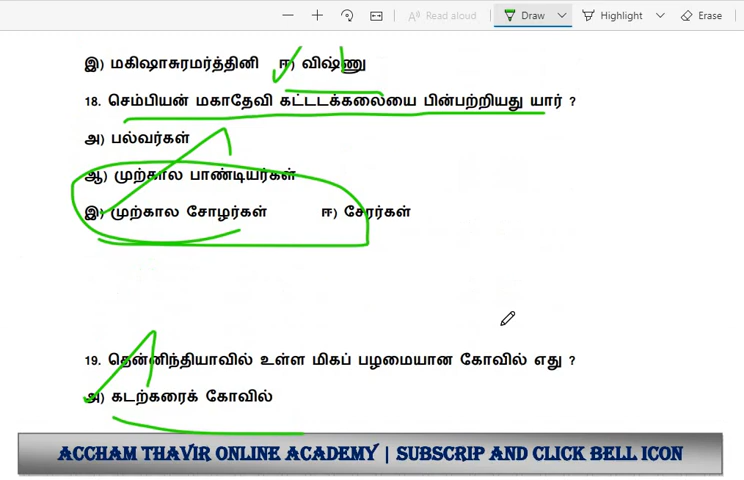 Read aloud Draw Highlight Erase
இ) மகிஷாசுரமர்த்தினி ஈ) விஷ்ணு
18. செம்பியன் மகாதேவி கட்டடக்கலையை பின்பற்றியது யார் ?
அ) பல்வர்கள்
ஆ) முற்கால பாண்டியர்கள்
இ) முற்கால சோழர்கள் ஈ) சேரர்கள்
19. தென்னிந்தியாவில் உள்ள மிகப் பழமையான கோவில் எது ?
அ) கடற்கரைக் கோவில்
ACCHAM THAVIR ONLINE ACADEMY | SUBSCRIP AND CLICK BELL ICON